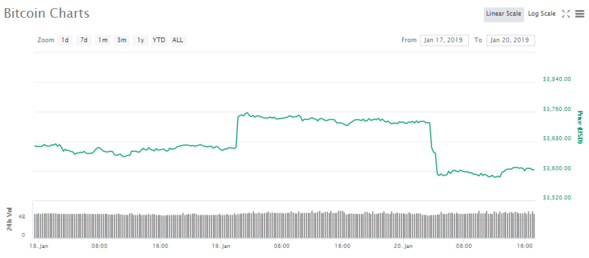 Bitcoin Charts
Linear Scale Log Scale
Zoom 1d 7d 1m 3m 1y YTD ALL
From Jan 17, 2019 To Jan 20, 2019
$3,840.00
$3,760.00
$3,680.00
$3,600.00
$3,520.00
Price (USD)
24h Vol
4B
0
18. Jan 08:00 16:00 19. Jan 08:00 16:00 20. Jan 08:00 16:00